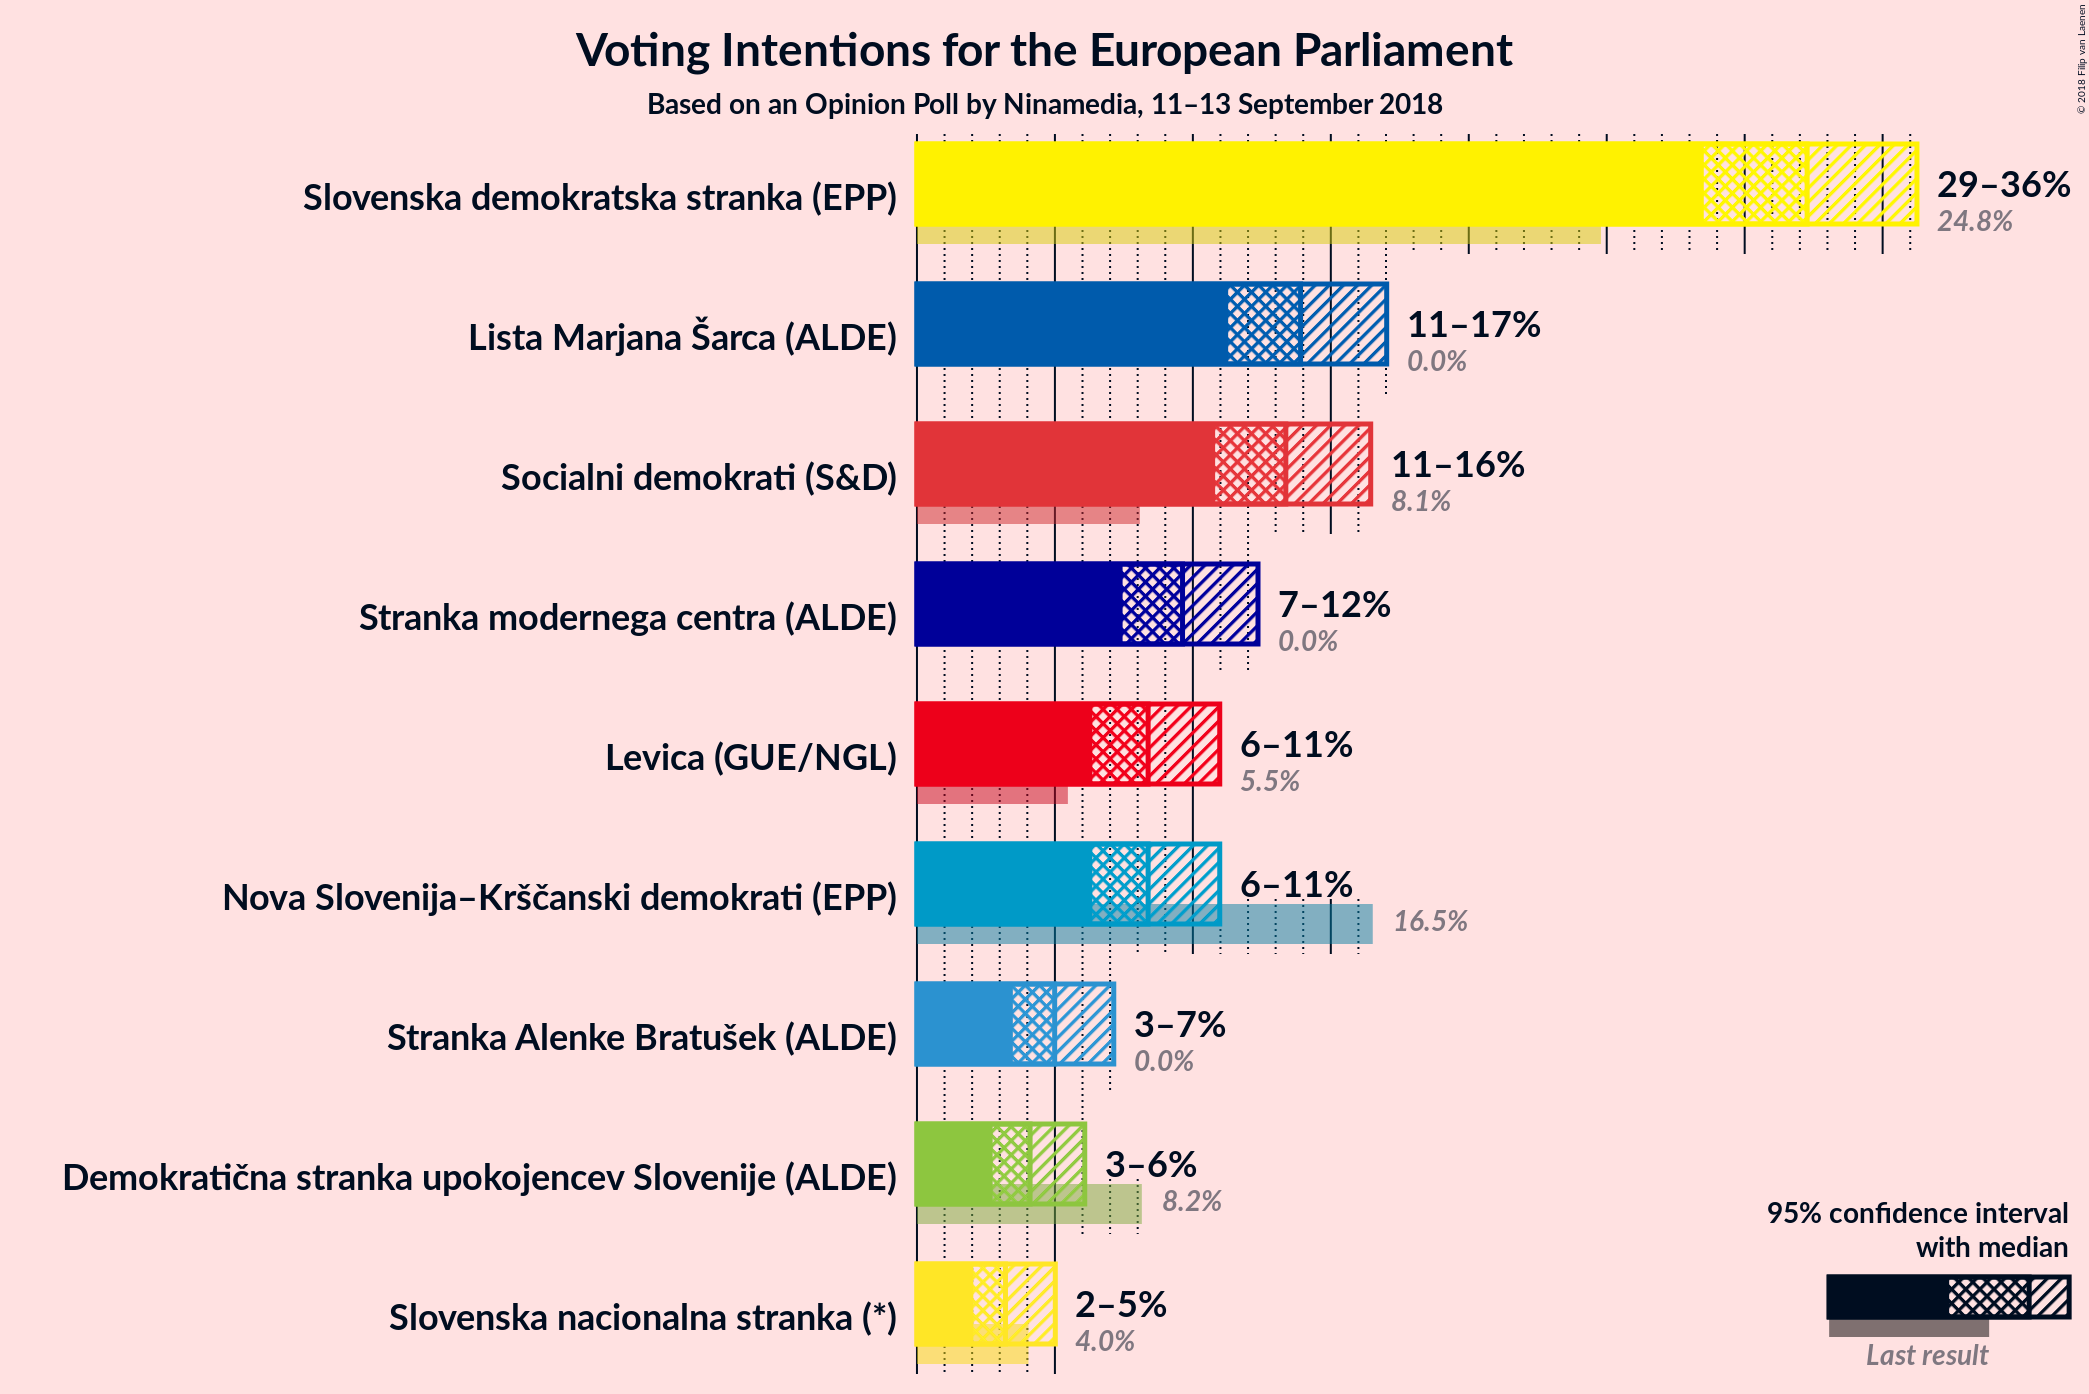 Voting Intentions for the European Parliament
Based on an Opinion Poll by Ninamedia, 11–13 September 2018
© 2018 Filip van Laenen
Slovenska demokratska stranka (EPP)
29–36%
24.8%
Lista Marjana Šarca (ALDE)
11–17%
0.0%
Socialni demokrati (S&D)
11–16%
8.1%
Stranka modernega centra (ALDE)
7–12%
0.0%
Levica (GUE/NGL)
6–11%
5.5%
Nova Slovenija–Krščanski demokrati (EPP)
6–11%
16.5%
Stranka Alenke Bratušek (ALDE)
3–7%
0.0%
Demokratična stranka upokojencev Slovenije (ALDE)
3–6%
8.2%
Slovenska nacionalna stranka (*)
2–5%
4.0%
95% confidence interval
with median
Last result